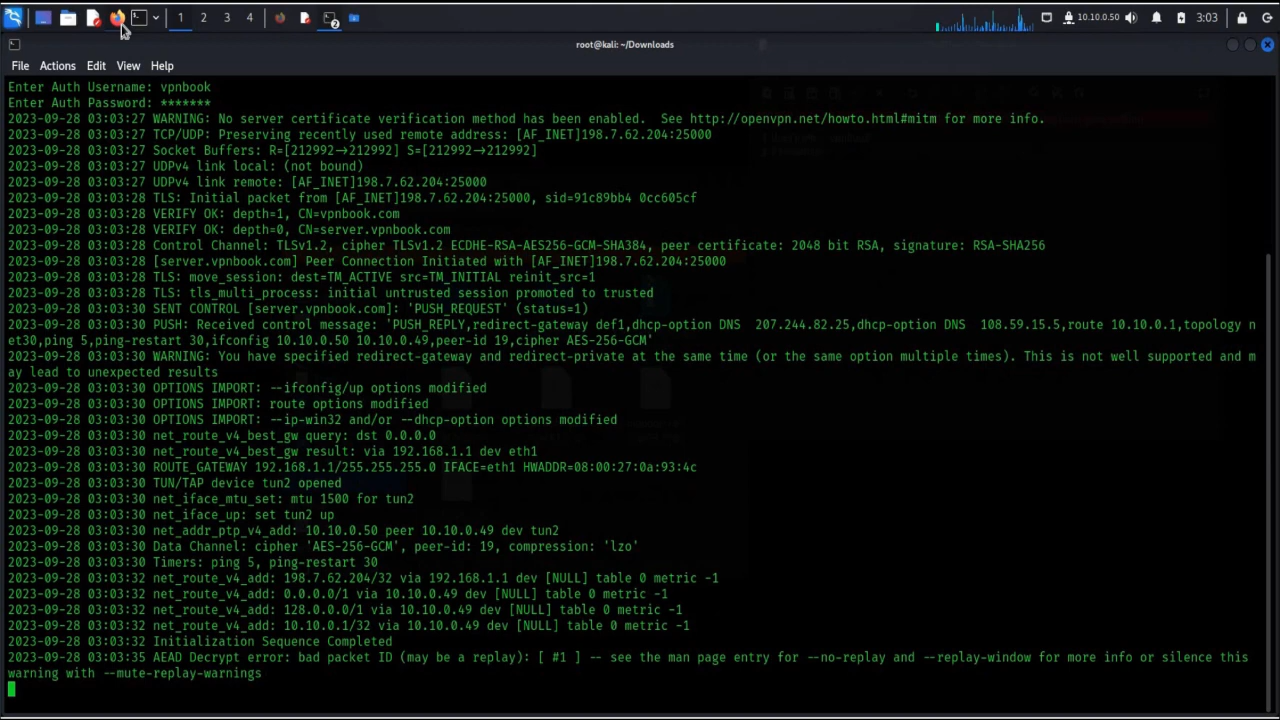 1 2 3 4 2 10.10.0.50 3:03
root@kali: ~/Downloads
File Actions Edit View Help
Enter Auth Username: vpnbook
Enter Auth Password: *******
2023-09-28 03:03:27 WARNING: No server certificate verification method has been enabled.  See http://openvpn.net/howto.html#mitm for more info.
2023-09-28 03:03:27 TCP/UDP: Preserving recently used remote address: [AF_INET]198.7.62.204:25000
2023-09-28 03:03:27 Socket Buffers: R=[212992→212992] S=[212992→212992]
2023-09-28 03:03:27 UDPv4 link local: (not bound)
2023-09-28 03:03:27 UDPv4 link remote: [AF_INET]198.7.62.204:25000
2023-09-28 03:03:28 TLS: Initial packet from [AF_INET]198.7.62.204:25000, sid=91c89bb4 0cc605cf
2023-09-28 03:03:28 VERIFY OK: depth=1, CN=vpnbook.com
2023-09-28 03:03:28 VERIFY OK: depth=0, CN=server.vpnbook.com
2023-09-28 03:03:28 Control Channel: TLSv1.2, cipher TLSv1.2 ECDHE-RSA-AES256-GCM-SHA384, peer certificate: 2048 bit RSA, signature: RSA-SHA256
2023-09-28 03:03:28 [server.vpnbook.com] Peer Connection Initiated with [AF_INET]198.7.62.204:25000
2023-09-28 03:03:28 TLS: move_session: dest=TM_ACTIVE src=TM_INITIAL reinit_src=1
2023-09-28 03:03:28 TLS: tls_multi_process: initial untrusted session promoted to trusted
2023-09-28 03:03:30 SENT CONTROL [server.vpnbook.com]: 'PUSH_REQUEST' (status=1)
2023-09-28 03:03:30 PUSH: Received control message: 'PUSH_REPLY,redirect-gateway def1,dhcp-option DNS  207.244.82.25,dhcp-option DNS  108.59.15.5,route 10.10.0.1,topology n
et30,ping 5,ping-restart 30,ifconfig 10.10.0.50 10.10.0.49,peer-id 19,cipher AES-256-GCM'
2023-09-28 03:03:30 WARNING: You have specified redirect-gateway and redirect-private at the same time (or the same option multiple times). This is not well supported and m
ay lead to unexpected results
2023-09-28 03:03:30 OPTIONS IMPORT: --ifconfig/up options modified
2023-09-28 03:03:30 OPTIONS IMPORT: route options modified
2023-09-28 03:03:30 OPTIONS IMPORT: --ip-win32 and/or --dhcp-option options modified
2023-09-28 03:03:30 net_route_v4_best_gw query: dst 0.0.0.0
2023-09-28 03:03:30 net_route_v4_best_gw result: via 192.168.1.1 dev eth1
2023-09-28 03:03:30 ROUTE_GATEWAY 192.168.1.1/255.255.255.0 IFACE=eth1 HWADDR=08:00:27:0a:93:4c
2023-09-28 03:03:30 TUN/TAP device tun2 opened
2023-09-28 03:03:30 net_iface_mtu_set: mtu 1500 for tun2
2023-09-28 03:03:30 net_iface_up: set tun2 up
2023-09-28 03:03:30 net_addr_ptp_v4_add: 10.10.0.50 peer 10.10.0.49 dev tun2
2023-09-28 03:03:30 Data Channel: cipher 'AES-256-GCM', peer-id: 19, compression: 'lzo'
2023-09-28 03:03:30 Timers: ping 5, ping-restart 30
2023-09-28 03:03:32 net_route_v4_add: 198.7.62.204/32 via 192.168.1.1 dev [NULL] table 0 metric -1
2023-09-28 03:03:32 net_route_v4_add: 0.0.0.0/1 via 10.10.0.49 dev [NULL] table 0 metric -1
2023-09-28 03:03:32 net_route_v4_add: 128.0.0.0/1 via 10.10.0.49 dev [NULL] table 0 metric -1
2023-09-28 03:03:32 net_route_v4_add: 10.10.0.1/32 via 10.10.0.49 dev [NULL] table 0 metric -1
2023-09-28 03:03:32 Initialization Sequence Completed
2023-09-28 03:03:35 AEAD Decrypt error: bad packet ID (may be a replay): [ #1 ] -- see the man page entry for --no-replay and --replay-window for more info or silence this
warning with --mute-replay-warnings